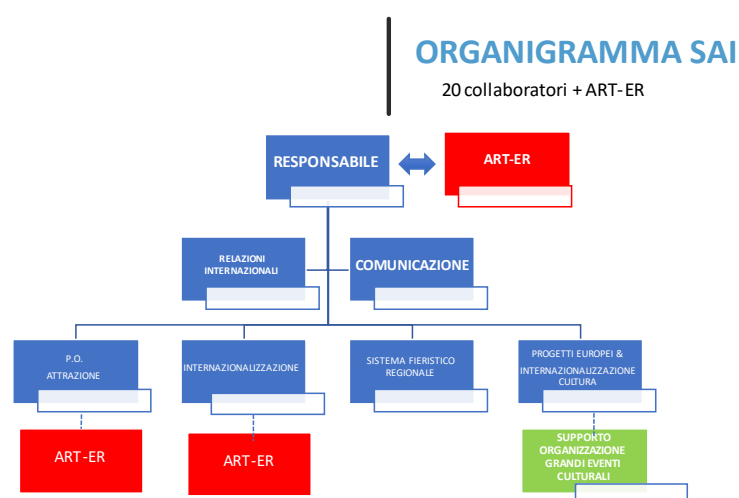 ORGANIGRAMMA SAI
20 collaboratori + ART-ER
RESPONSABILE
ART-ER
RELAZIONI
INTERNAZIONALI
COMUNICAZIONE
P.O.
ATTRAZIONE
INTERNAZIONALIZZAZIONE
SISTEMA FIERISTICO
REGIONALE
PROGETTI EUROPEI &
INTERNAZIONALIZZAZIONE
CULTURA
ART-ER
ART-ER
SUPPORTO
ORGANIZZAZIONE
GRANDI EVENTI
CULTURALI